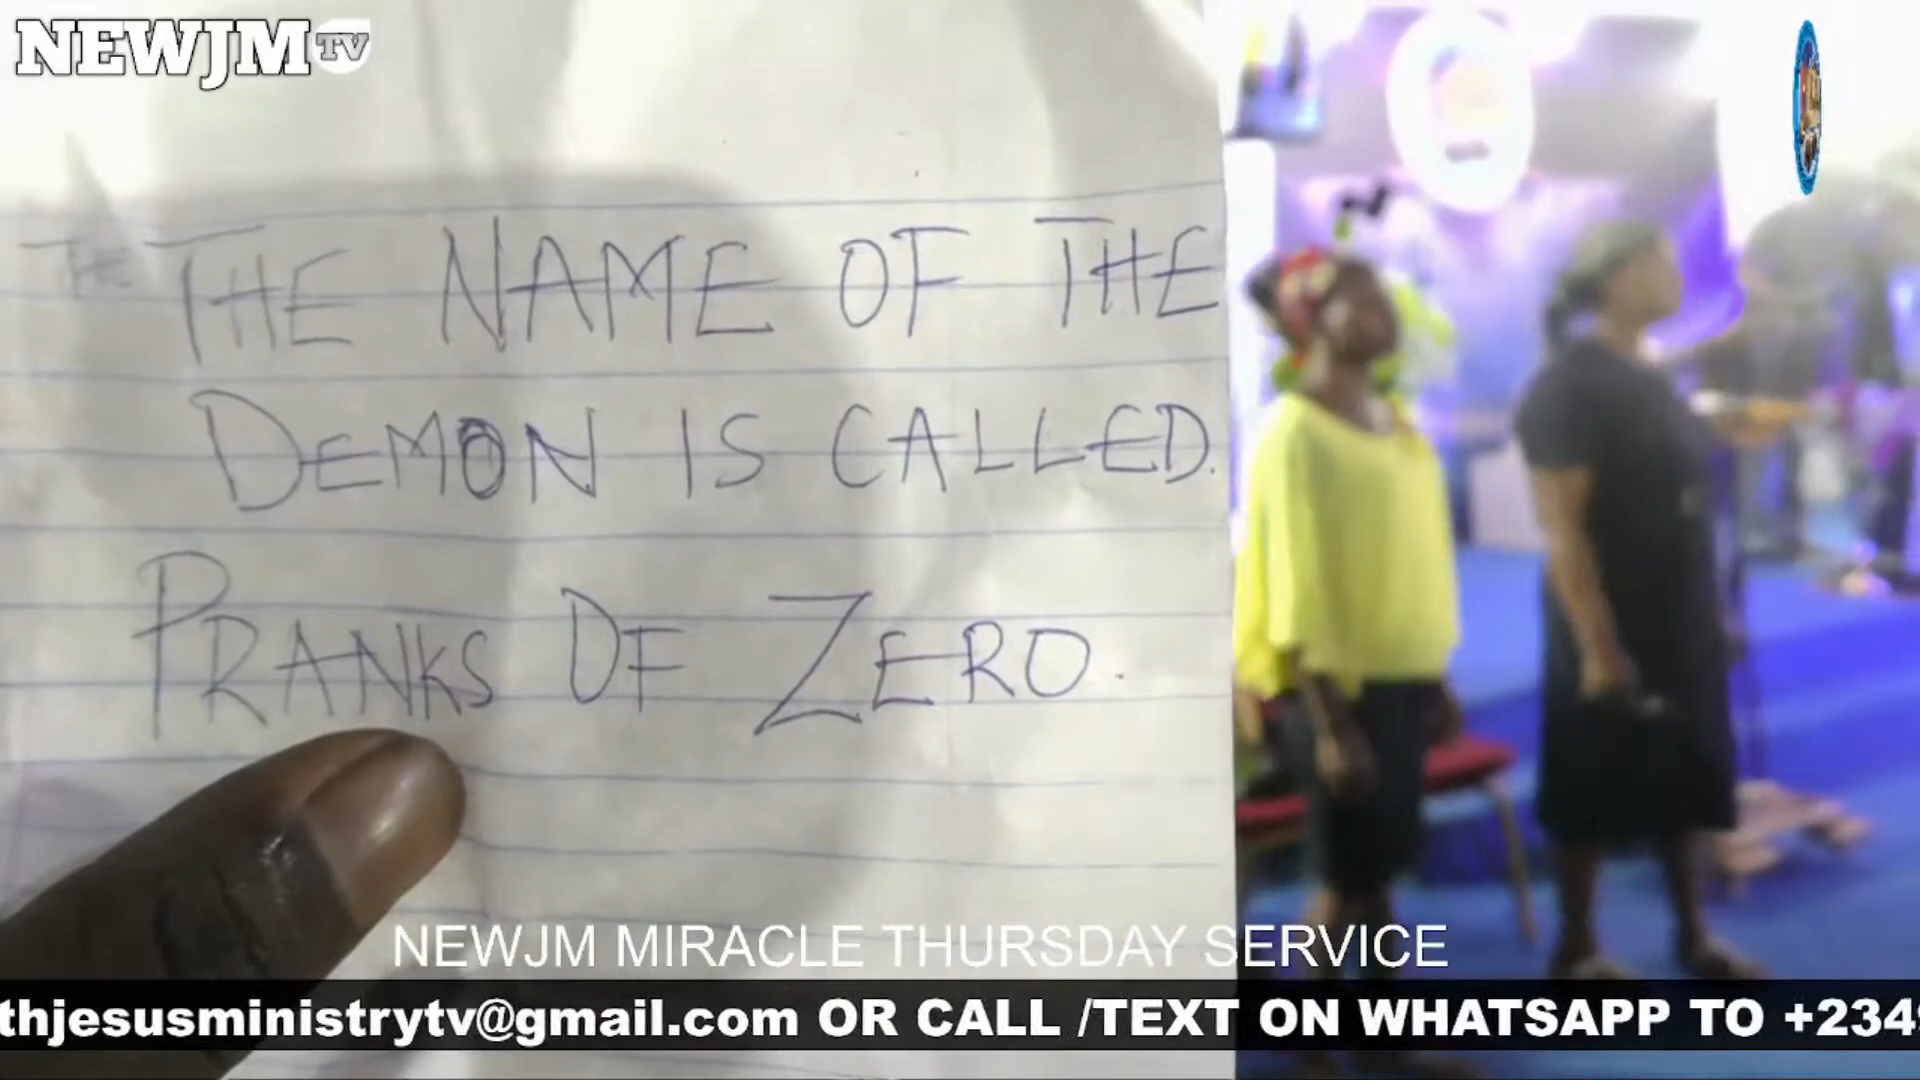 NEWJM TV
THE THE NAME OF THE
DEMON IS CALLED.
PRANKS OF ZERO.
NEWJM MIRACLE THURSDAY SERVICE
thjesusministrytv@gmail.com OR CALL /TEXT ON WHATSAPP TO +234